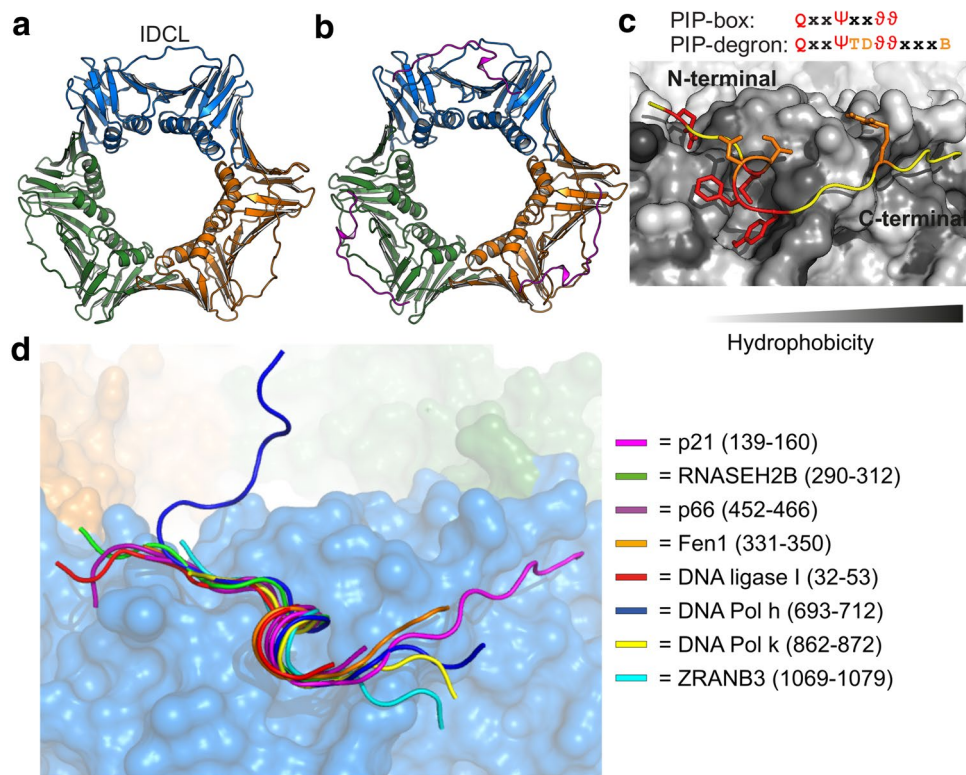 a
IDCL
b
c
PIP-box: QxxΨxxϑϑ
PIP-degron: QxxΨTDϑϑxxxB
N-terminal
C-terminal
Hydrophobicity
d
= p21 (139-160)
= RNASEH2B (290-312)
= p66 (452-466)
= Fen1 (331-350)
= DNA ligase I (32-53)
= DNA Pol h (693-712)
= DNA Pol k (862-872)
= ZRANB3 (1069-1079)